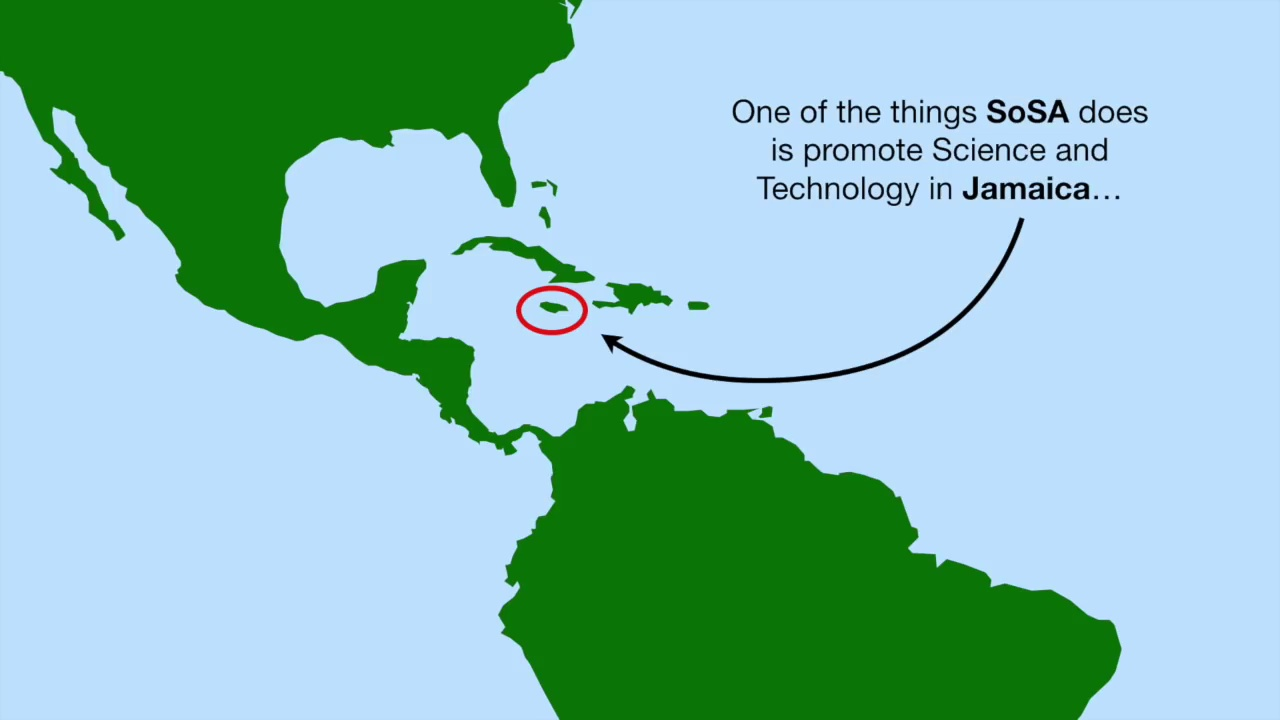 One of the things SoSA does
is promote Science and
Technology in Jamaica…